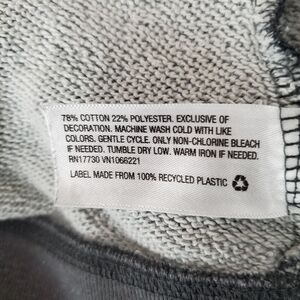 78% COTTON 22% POLYESTER. EXCLUSIVE OF
DECORATION. MACHINE WASH COLD WITH LIKE
COLORS. GENTLE CYCLE. ONLY NON-CHLORINE BLEACH
IF NEEDED. TUMBLE DRY LOW. WARM IRON IF NEEDED.
RN17730 VN1066221
LABEL MADE FROM 100% RECYCLED PLASTIC